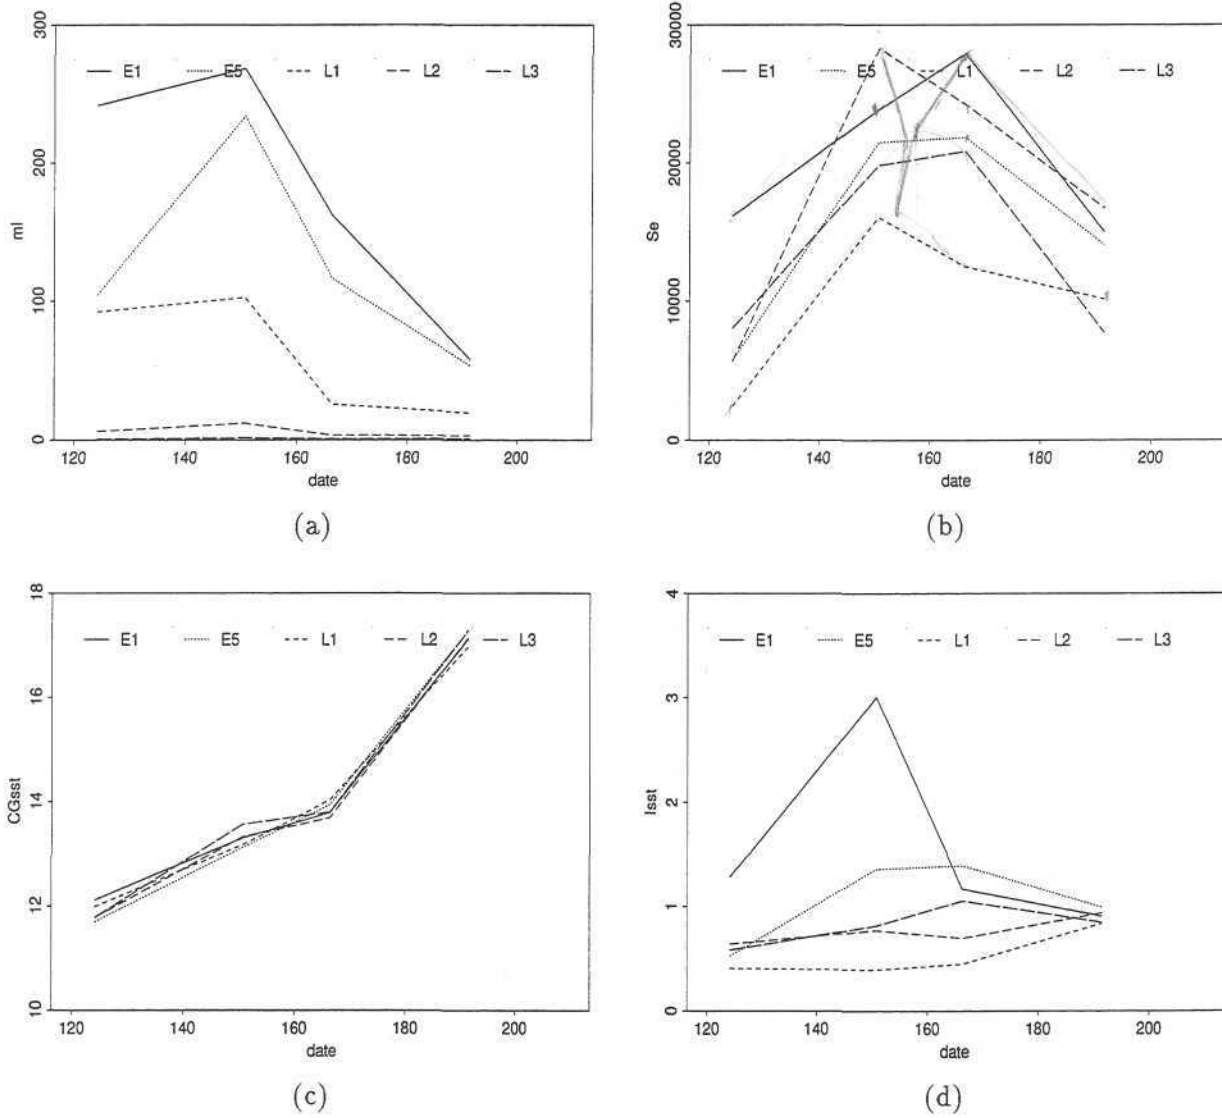 300
200
100
0
ml
E1 E5 L1 L2 L3
120 140 160 180 200
date
(a)
30000
20000
10000
0
Se
E1 E5 L1 L2 L3
120 140 160 180 200
date
(b)
18
16
14
12
10
CGsst
E1 E5 L1 L2 L3
120 140 160 180 200
date
(c)
4
3
2
1
0
Isst
E1 E5 L1 L2 L3
120 140 160 180 200
date
(d)